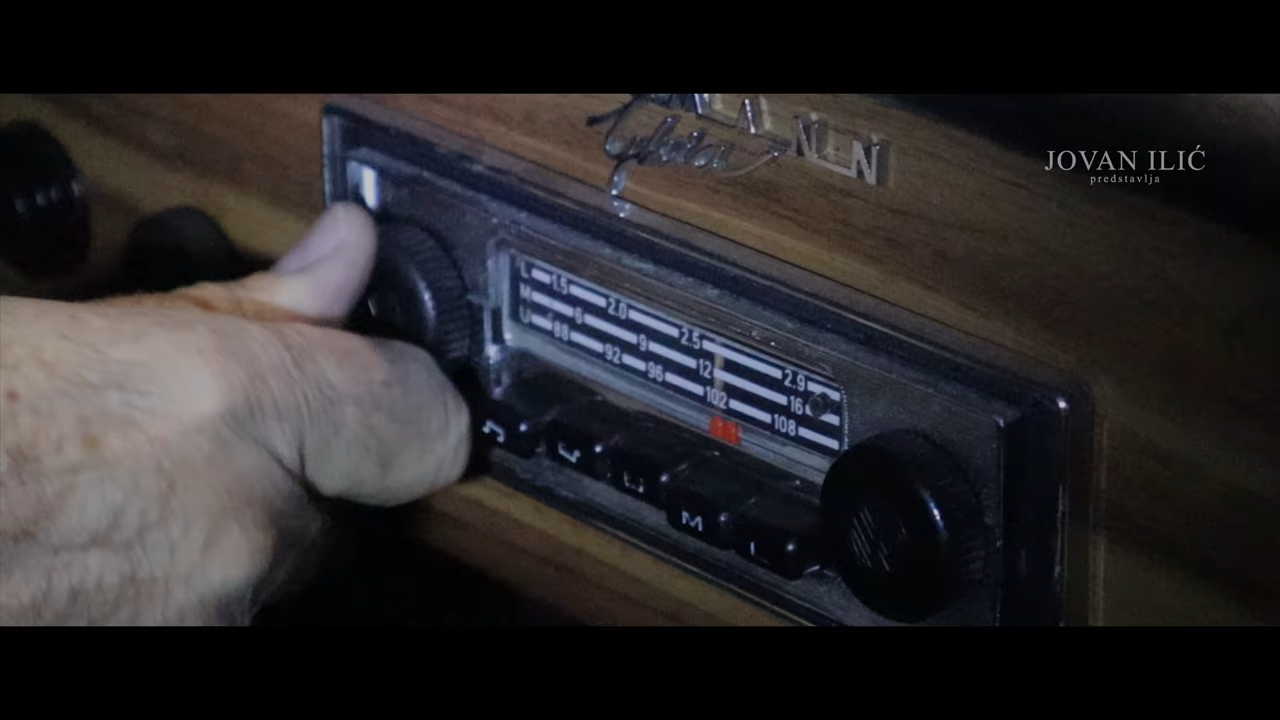 JOVAN ILIĆ
predstavlja
L 1.5 2.0 2.5 2.9
M 6 9 12 16
U 88 92 96 102 108
U M L